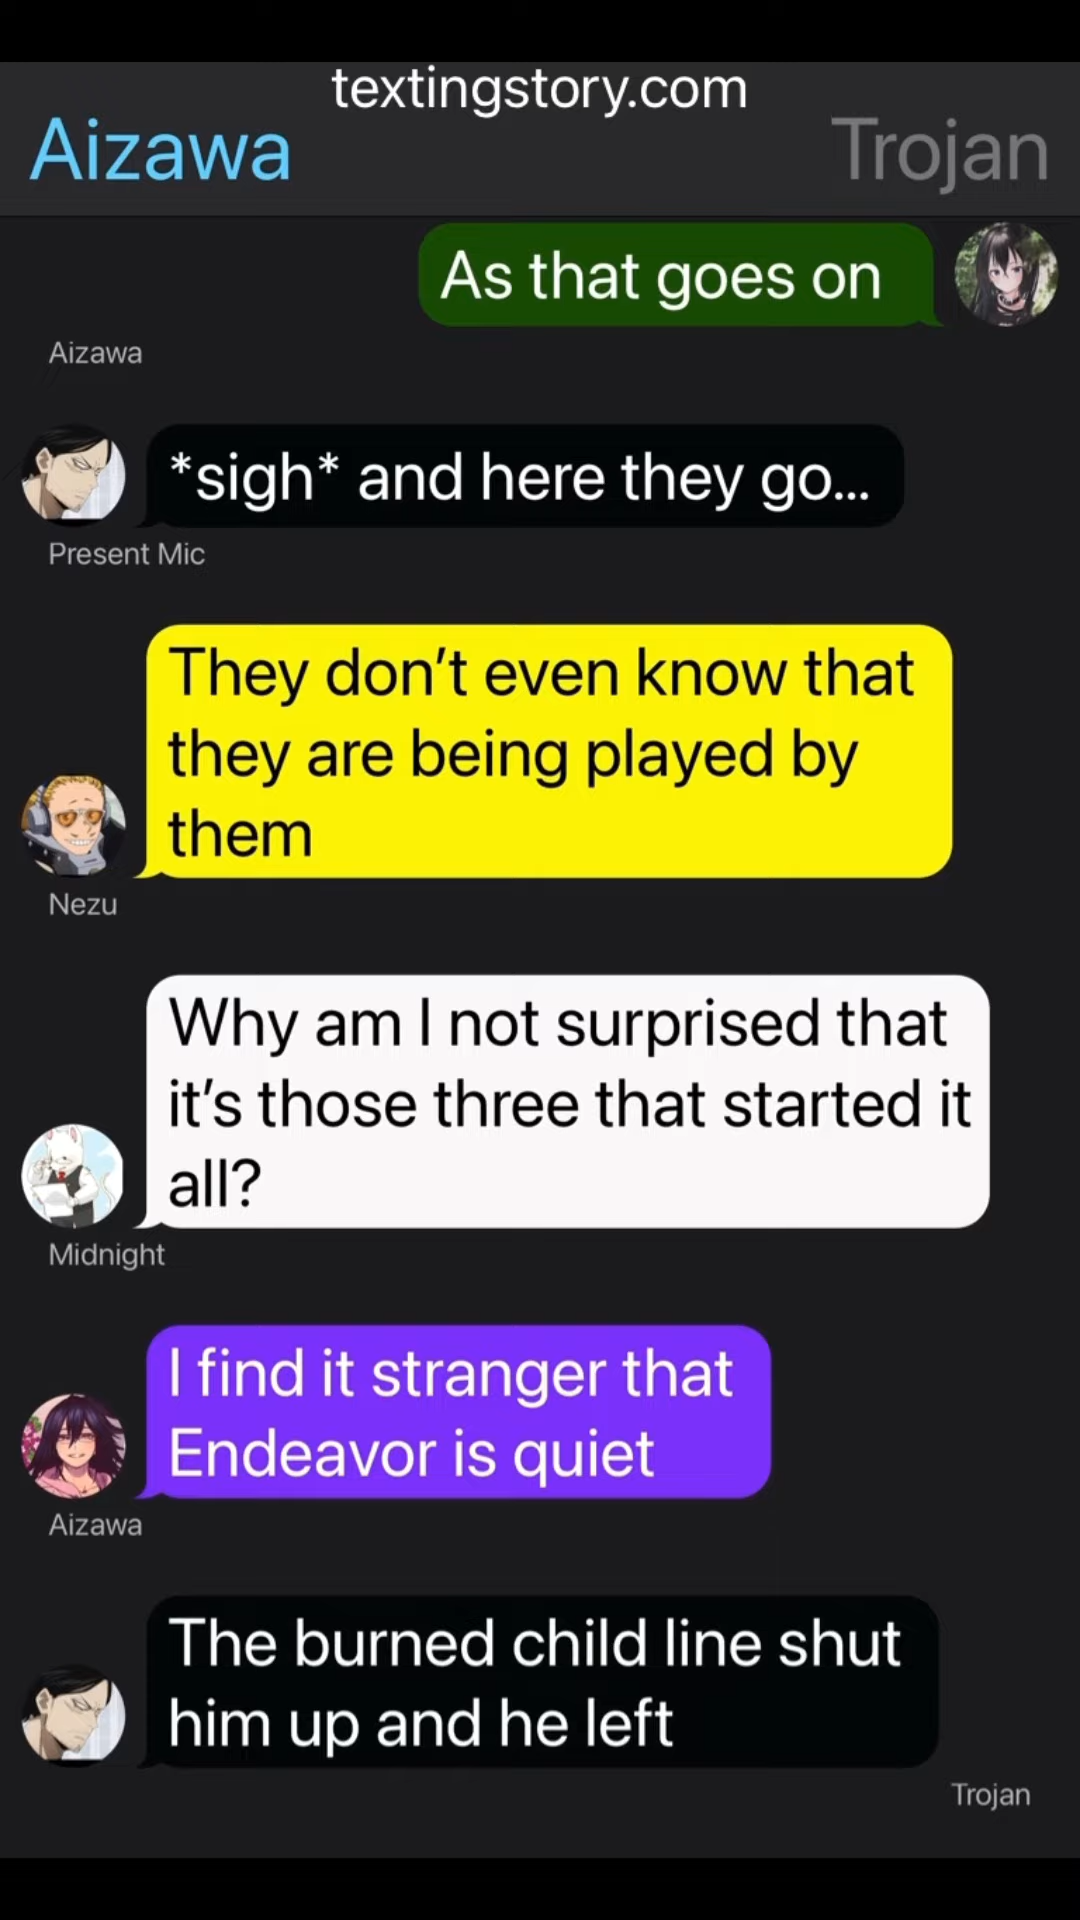 textingstory.com
Aizawa
Trojan
As that goes on
Aizawa
*sigh* and here they go...
Present Mic
They don’t even know that
they are being played by
them
Nezu
Why am I not surprised that
it’s those three that started it
all?
Midnight
I find it stranger that
Endeavor is quiet
Aizawa
The burned child line shut
him up and he left
Trojan